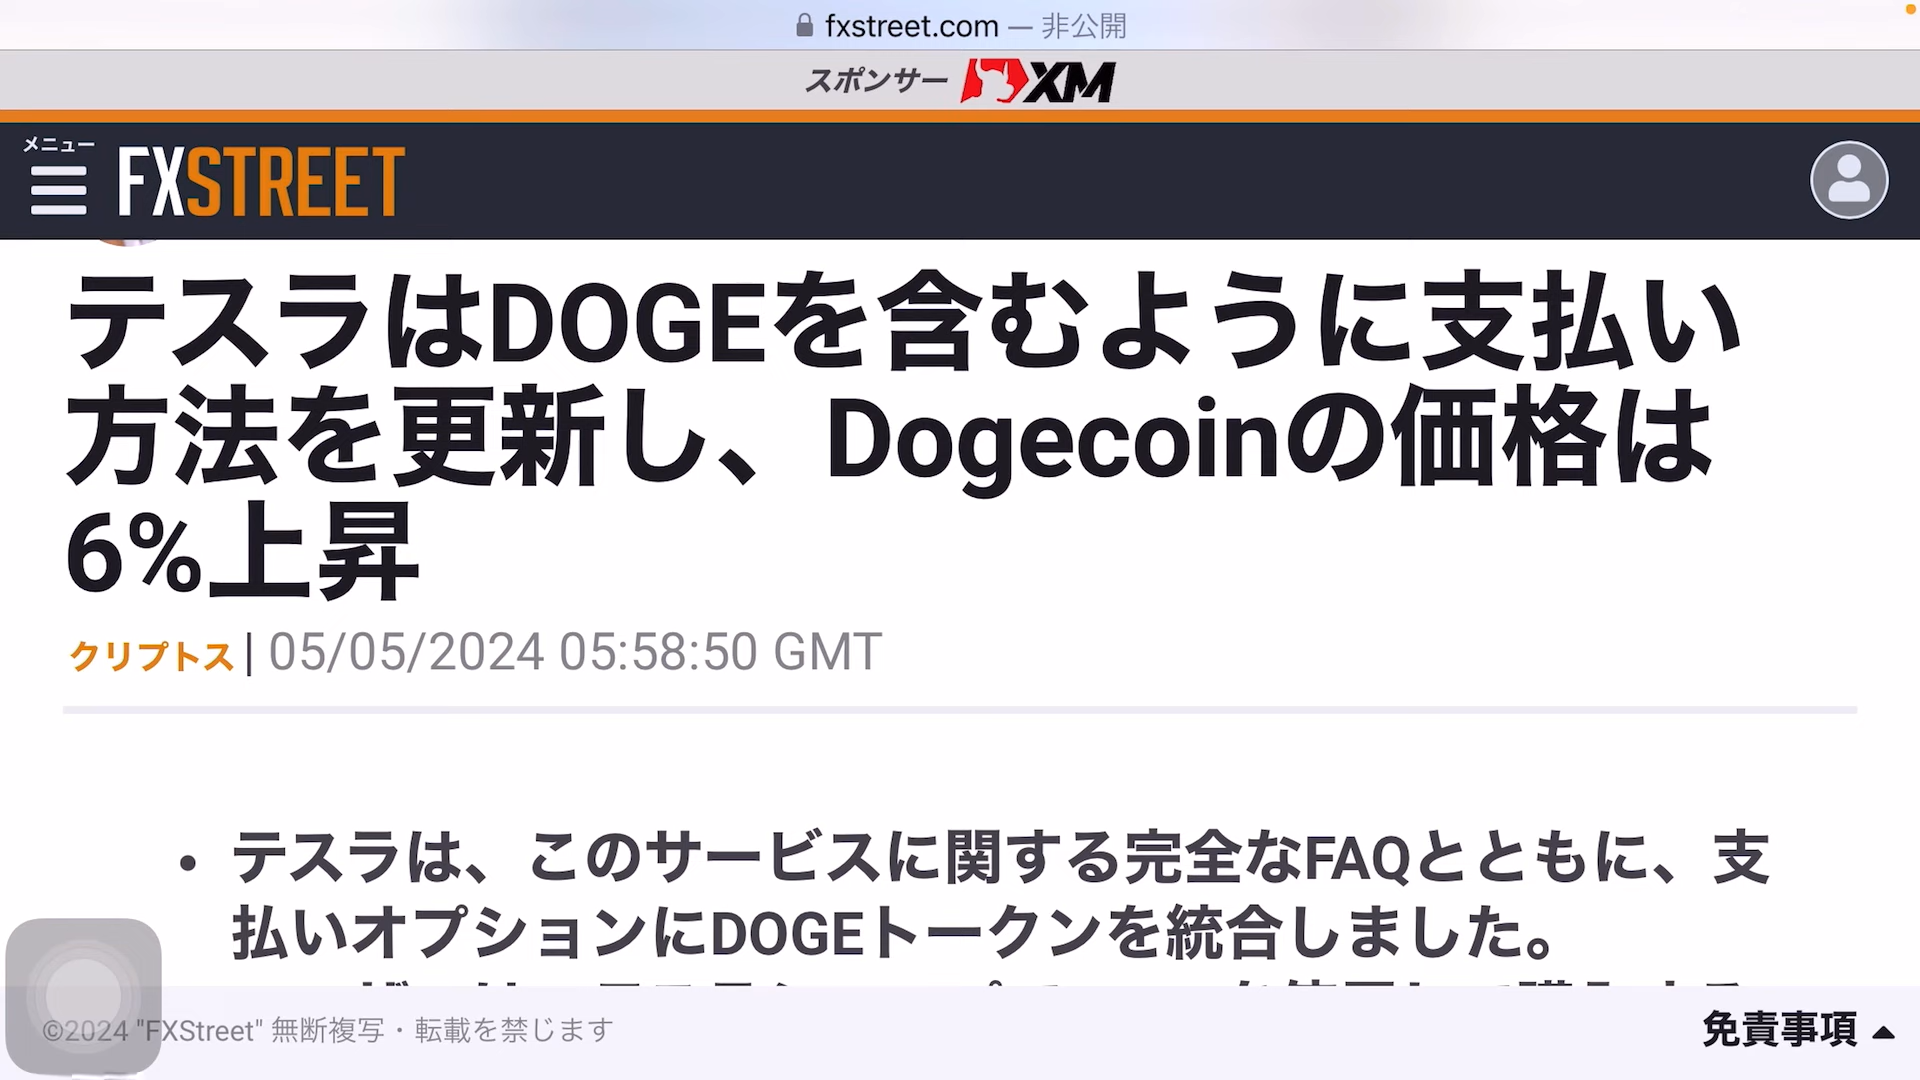 fxstreet.com — 非公開
スポンサー XM
メニュー
FXSTREET
テスラはDOGEを含むように支払い
方法を更新し、Dogecoinの価格は
6%上昇
クリプトス | 05/05/2024 05:58:50 GMT
• テスラは、このサービスに関する完全なFAQとともに、支
払いオプションにDOGEトークンを統合しました。
©2024 "FXStreet" 無断複写・転載を禁じます
免責事項